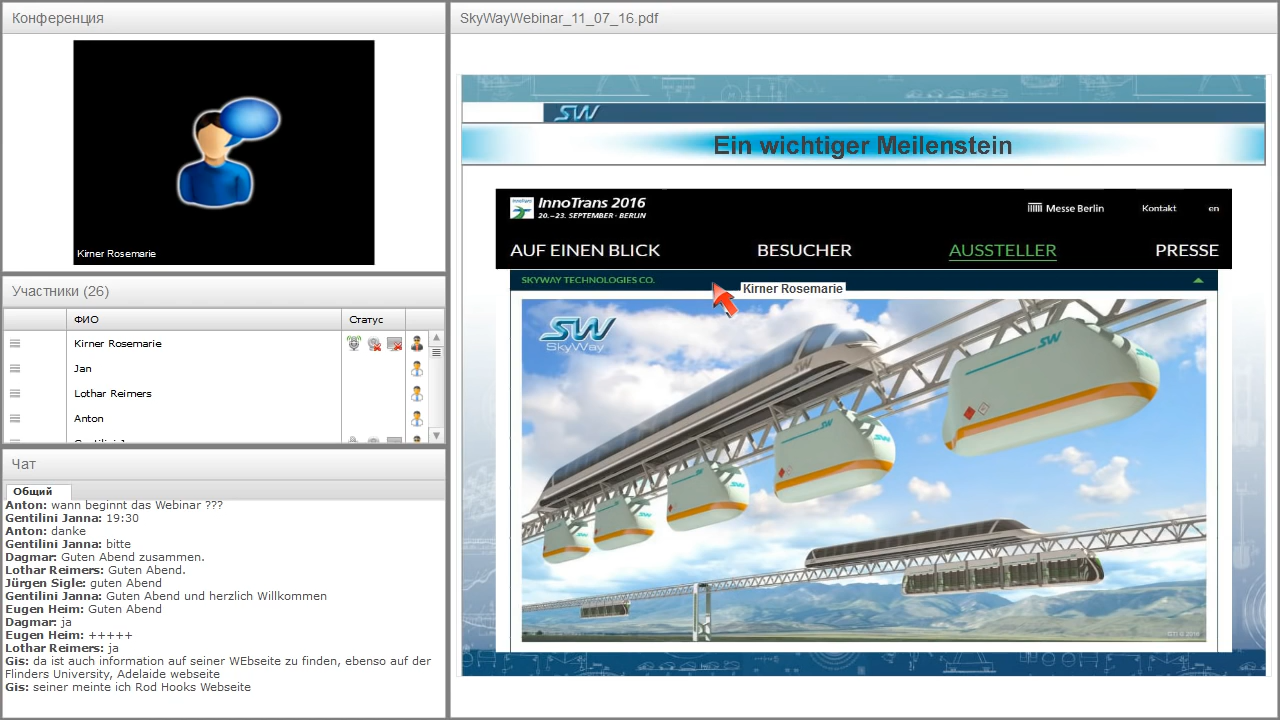 Конференция
Kirner Rosemarie
Участники (26)
ФИО
Статус
Kirner Rosemarie
Jan
Lothar Reimers
Anton
Чат
Общий
Anton: wann beginnt das Webinar ???
Gentilini Janna: 19:30
Anton: danke
Gentilini Janna: bitte
Dagmar: Guten Abend zusammen.
Lothar Reimers: Guten Abend.
Jürgen Sigle: guten Abend
Gentilini Janna: Guten Abend und herzlich Willkommen
Eugen Heim: Guten Abend
Dagmar: ja
Eugen Heim: +++++
Lothar Reimers: ja
Gis: da ist auch information auf seiner WEbseite zu finden, ebenso auf der
Flinders University, Adelaide webseite
Gis: seiner meinte ich Rod Hooks Webseite
SkyWayWebinar_11_07_16.pdf
SW
Ein wichtiger Meilenstein
InnoTrans 2016
20.–23. SEPTEMBER · BERLIN
Messe Berlin
Kontakt
en
AUF EINEN BLICK
BESUCHER
AUSSTELLER
PRESSE
SKYWAY TECHNOLOGIES CO.
Kirner Rosemarie
SW
SkyWay
SW
SW
SW
SW
SW